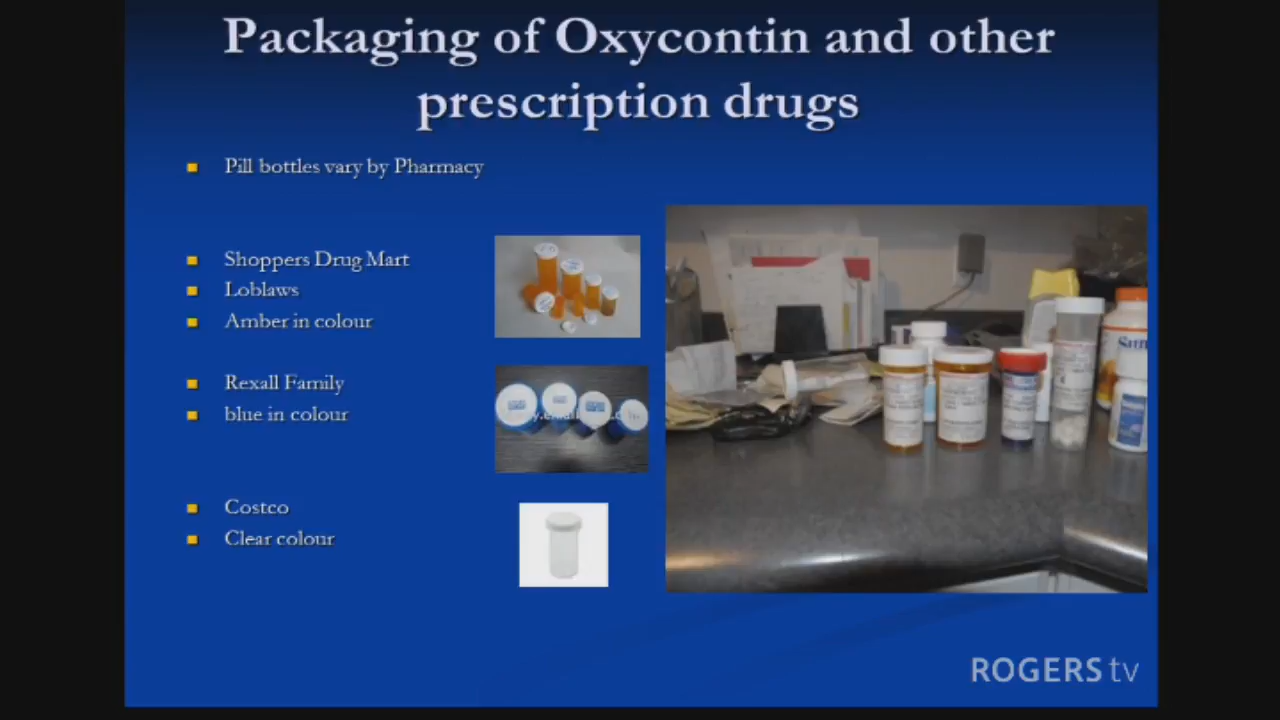 Packaging of Oxycontin and other
prescription drugs
Pill bottles vary by Pharmacy
Shoppers Drug Mart
Loblaws
Amber in colour
Rexall Family
blue in colour
Costco
Clear colour
ROGERS tv